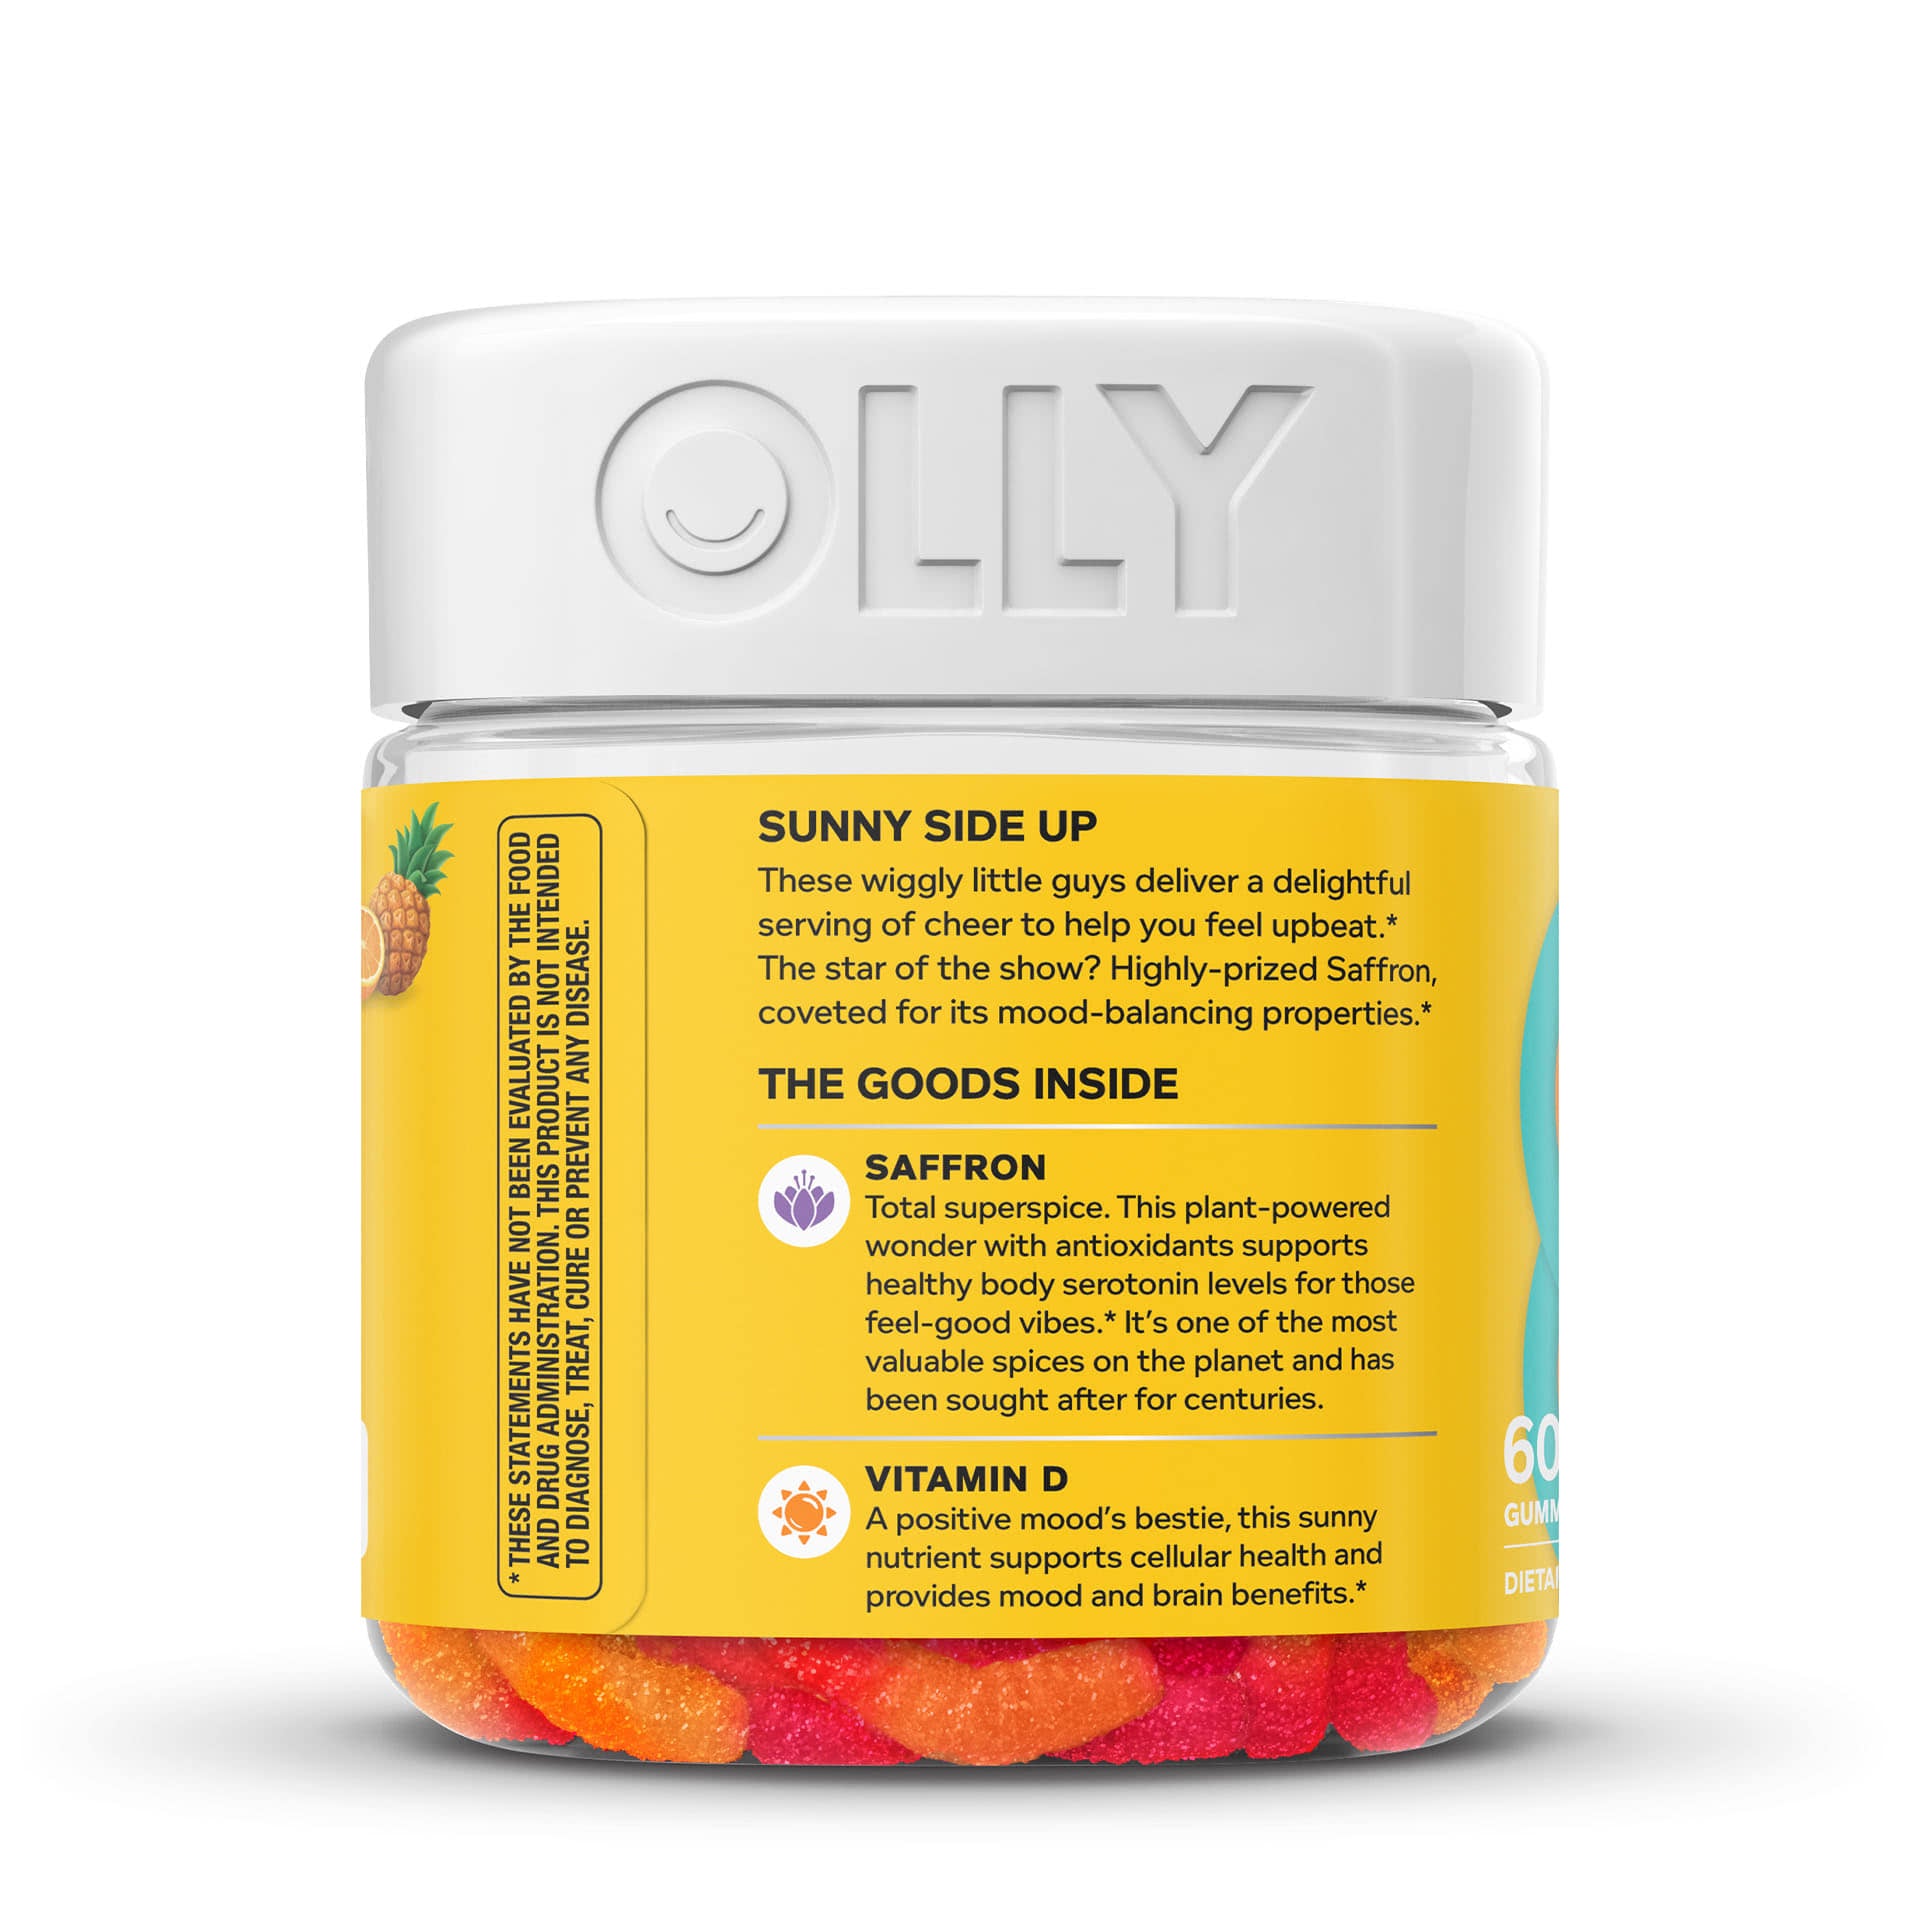 OLLY
* THESE STATEMENTS HAVE NOT BEEN EVALUATED BY THE FOOD
AND DRUG ADMINISTRATION. THIS PRODUCT IS NOT INTENDED
TO DIAGNOSE, TREAT, CURE OR PREVENT ANY DISEASE.
SUNNY SIDE UP
These wiggly little guys deliver a delightful
serving of cheer to help you feel upbeat.*
The star of the show? Highly-prized Saffron,
coveted for its mood-balancing properties.*
THE GOODS INSIDE
SAFFRON
Total superspice. This plant-powered
wonder with antioxidants supports
healthy body serotonin levels for those
feel-good vibes.* It's one of the most
valuable spices on the planet and has
been sought after for centuries.
VITAMIN D
A positive mood's bestie, this sunny
nutrient supports cellular health and
provides mood and brain benefits.*
60